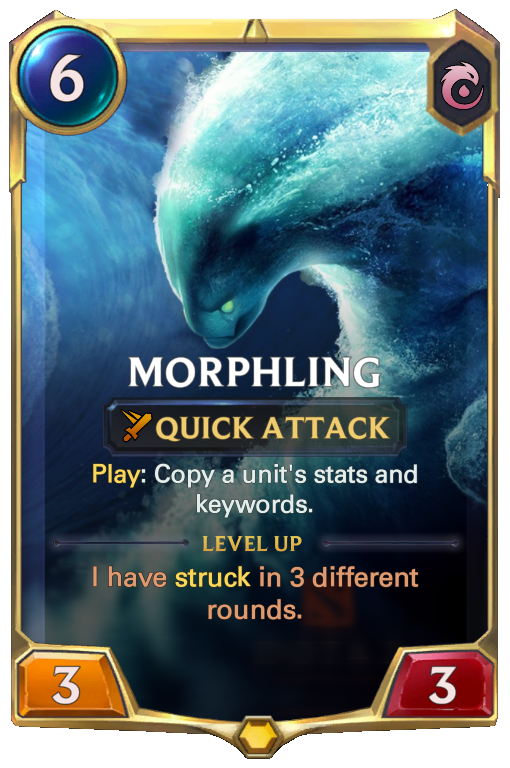 6
MORPHLING
QUICK ATTACK
Play: Copy a unit's stats and
keywords.
LEVEL UP
I have struck in 3 different
rounds.
3
3